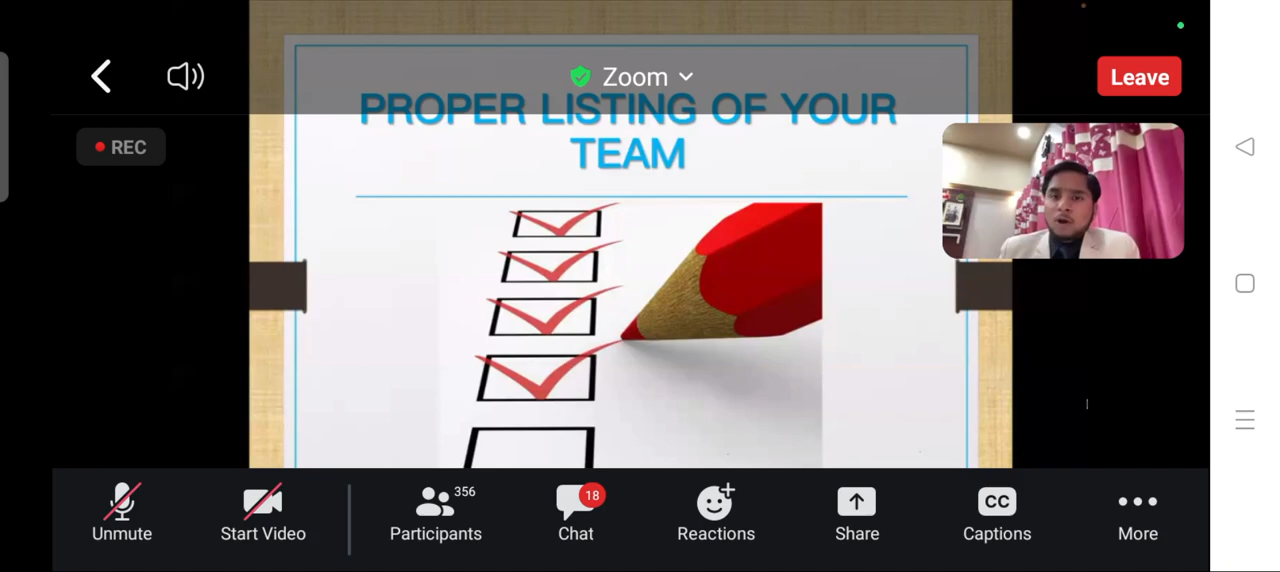 Zoom
Leave
PROPER LISTING OF YOUR
TEAM
REC
356
18
Unmute
Start Video
Participants
Chat
Reactions
Share
CC
Captions
More